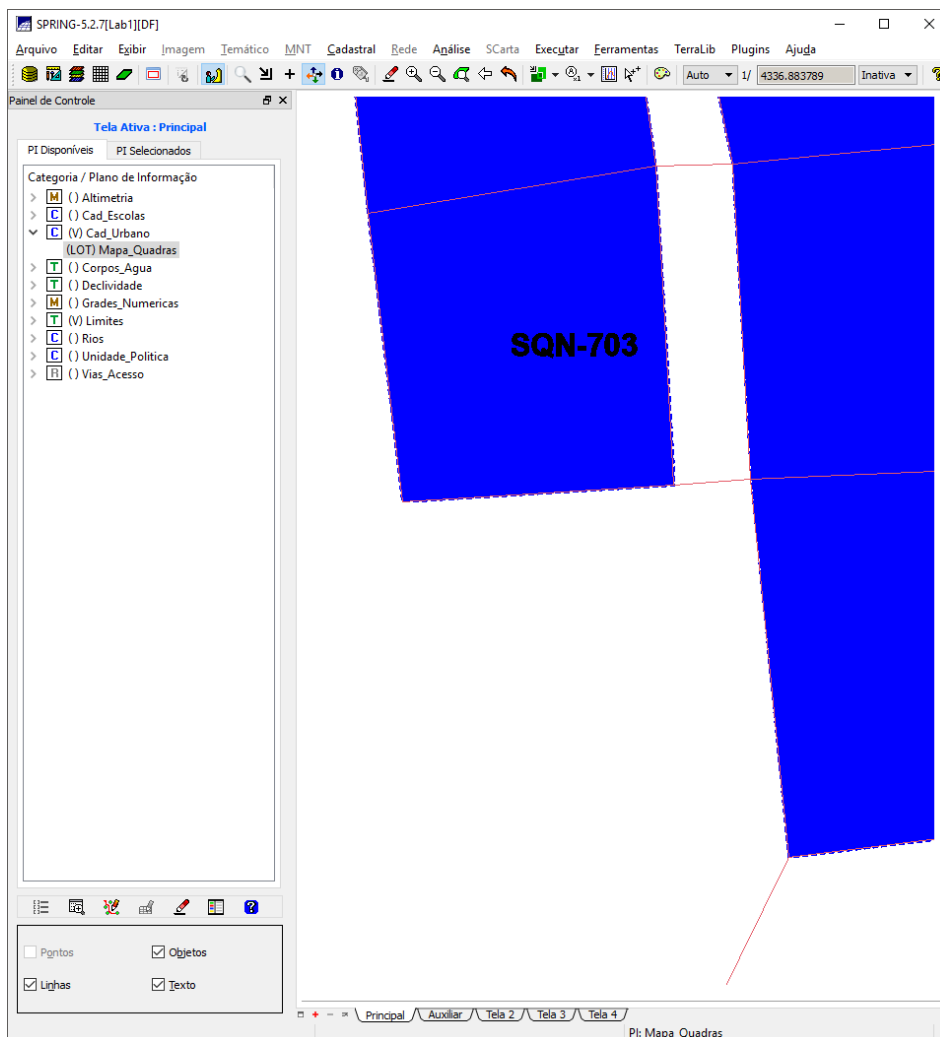 SPRING-5.2.7[Lab1][DF]
Arquivo Editar Exibir Imagem Temático MNT Cadastral Rede Análise SCarta Executar Ferramentas TerraLib Plugins Ajuda
Auto 1/ 4336.883789 Inativa
Painel de Controle
Tela Ativa : Principal
PI Disponíveis PI Selecionados
Categoria / Plano de Informação
M ( ) Altimetria
C ( ) Cad_Escolas
C (V) Cad_Urbano
(LOT) Mapa_Quadras
T ( ) Corpos_Agua
T ( ) Declividade
M ( ) Grades_Numericas
T (V) Limites
C ( ) Rios
C ( ) Unidade_Politica
R ( ) Vias_Acesso
SQN-703
Pontos Objetos
Linhas Texto
Principal Auxiliar Tela 2 Tela 3 Tela 4
PI: Mapa_Quadras